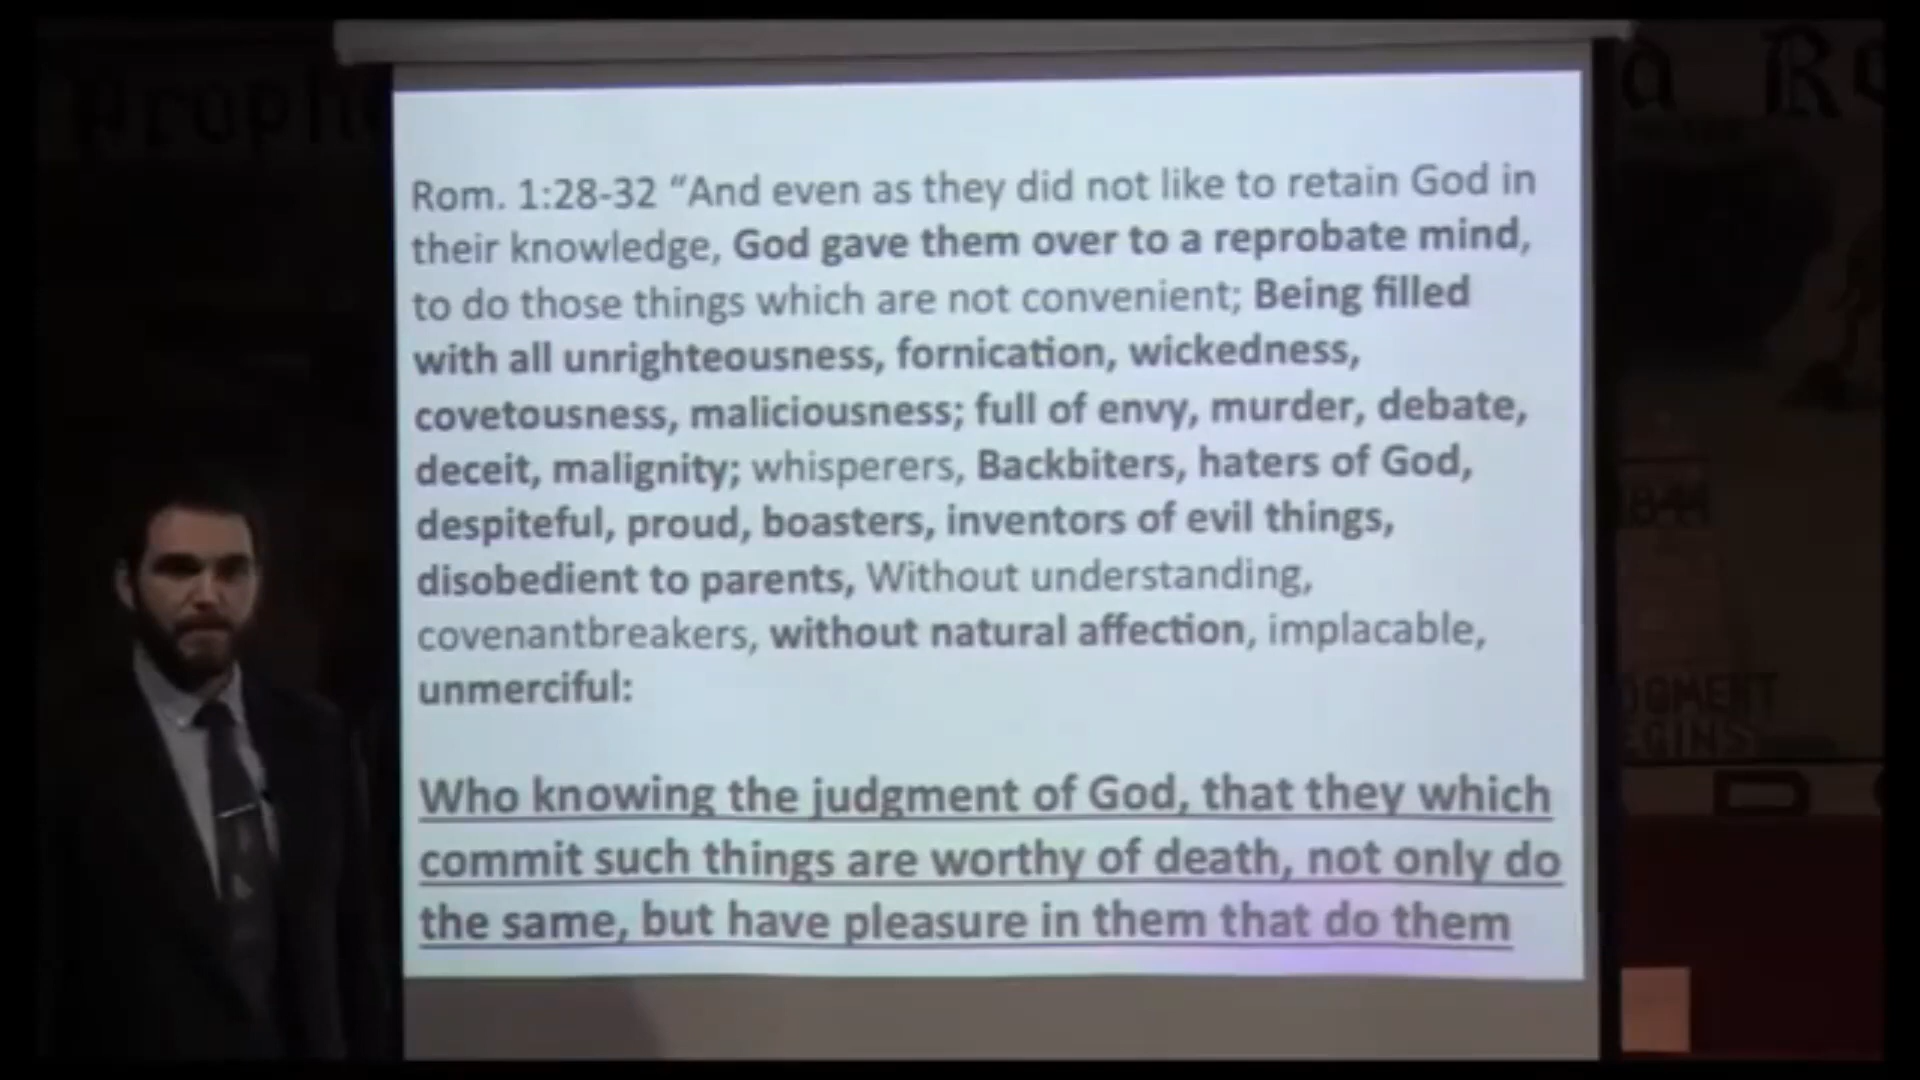 Proph
a R
Rom. 1:28-32 “And even as they did not like to retain God in
their knowledge, God gave them over to a reprobate mind,
to do those things which are not convenient; Being filled
with all unrighteousness, fornication, wickedness,
covetousness, maliciousness; full of envy, murder, debate,
deceit, malignity; whisperers, Backbiters, haters of God,
despiteful, proud, boasters, inventors of evil things,
disobedient to parents, Without understanding,
covenantbreakers, without natural affection, implacable,
unmerciful:
Who knowing the judgment of God, that they which
commit such things are worthy of death, not only do
the same, but have pleasure in them that do them
1844
DGMENT
EGINS